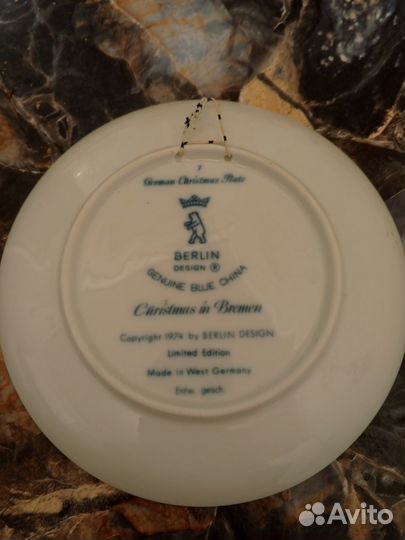 German Christmas Plate
BERLIN
DESIGN ®
GENUINE BLUE CHINA
Christmas in Bremen
Copyright 1974 by BERLIN DESIGN
Limited Edition
Made in West Germany
Entw. gesch.
Avito